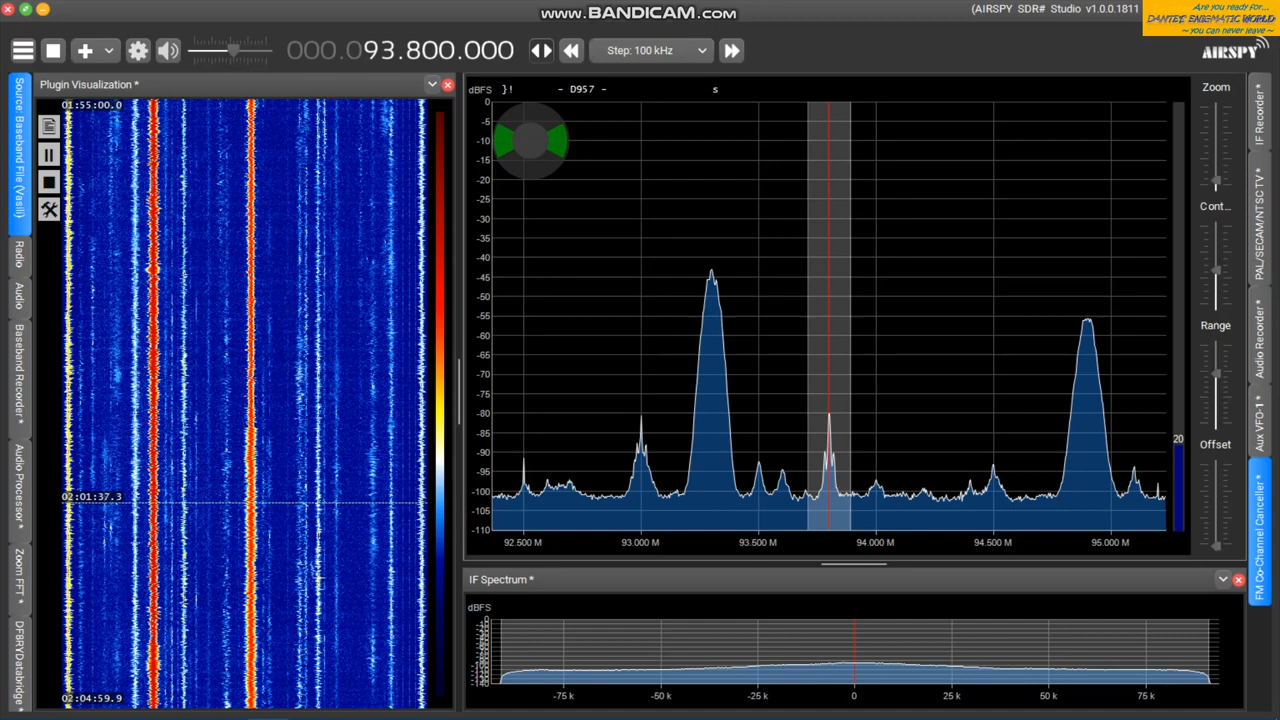 www.BANDICAM.com
(AIRSPY SDR# Studio v1.0.0.1811
Are you ready for...
DANTES ENIGMATIC WORLD
~ you can never leave ~
000.093.800.000
Step: 100 kHz
AIRSPY
Source: Baseband File (Vasili)
Radio
Audio
Baseband Recorder *
Audio Processor *
Zoom FFT *
DF8RYDatabridge *
Plugin Visualization *
01:55:00.0
02:01:37.3
02:04:59.9
dBFS }! - D957 - s
0
-5
-10
-15
-20
-25
-30
-35
-40
-45
-50
-55
-60
-65
-70
-75
-80
-85
-90
-95
-100
-105
-110
92.500 M 93.000 M 93.500 M 94.000 M 94.500 M 95.000 M
20
Zoom
Cont...
Range
Offset
IF Recorder *
PAL/SECAM/NTSC TV *
Audio Recorder *
Aux VFO-1 *
FM Co-Channel Canceller *
IF Spectrum *
dBFS
-75 k -50 k -25 k 0 25 k 50 k 75 k